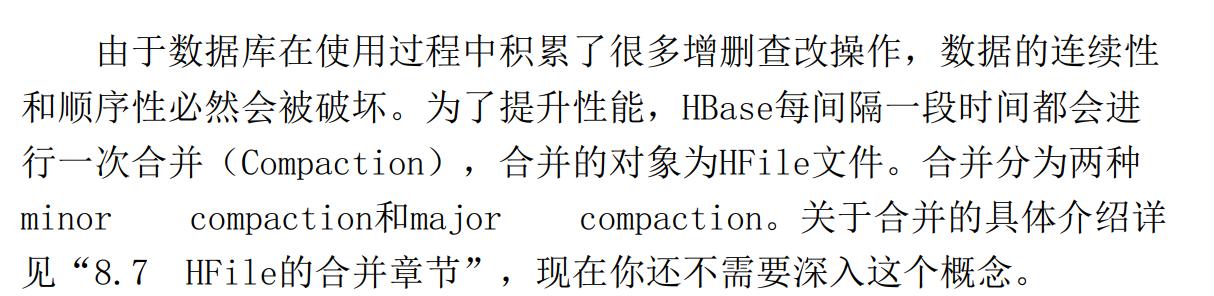 由于数据库在使用过程中积累了很多增删查改操作，数据的连续性
和顺序性必然会被破坏。为了提升性能，HBase每间隔一段时间都会进
行一次合并（Compaction），合并的对象为HFile文件。合并分为两种
minor compaction和major compaction。关于合并的具体介绍详
见“8.7 HFile的合并章节”，现在你还不需要深入这个概念。